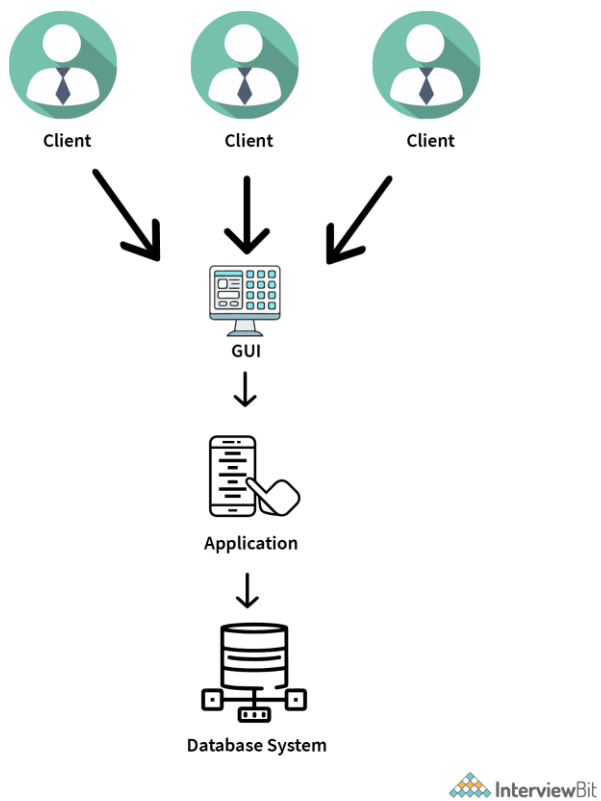 Client
Client
Client
GUI
Application
Database System
InterviewBit